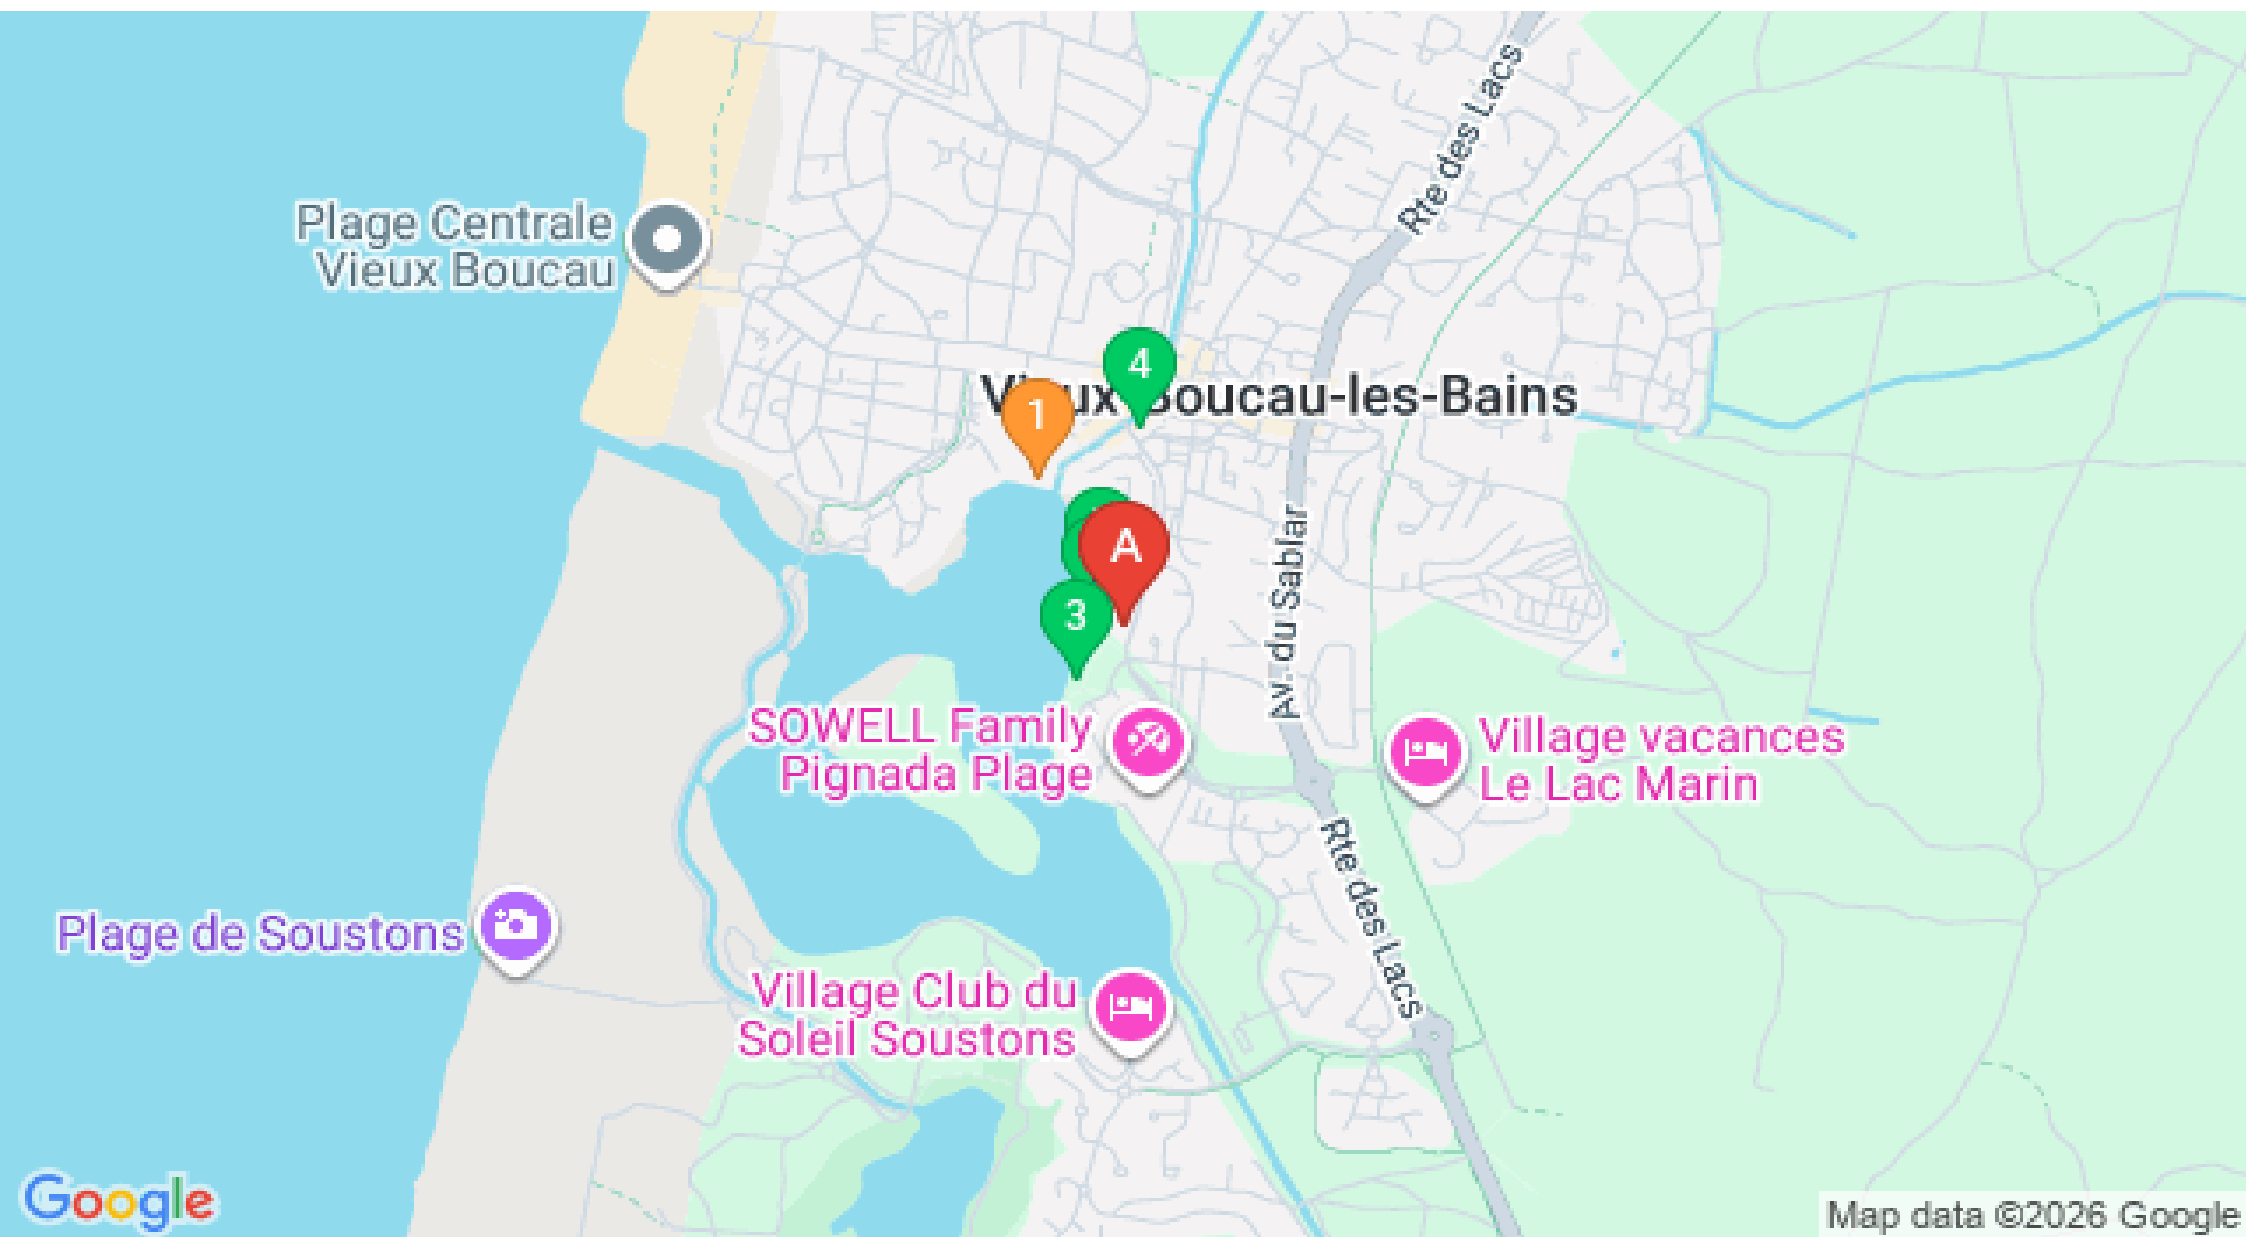 Rte des Lacs
Plage Centrale
Vieux Boucau
4
Boucau-les-Bains
1
A
3
Av. du Sablar
SOWELL Family
Pignada Plage
Village vacances
Le Lac Marin
Rte des Lacs
Plage de Soustons
Village Club du
Soleil Soustons
Google
Map data ©2026 Google